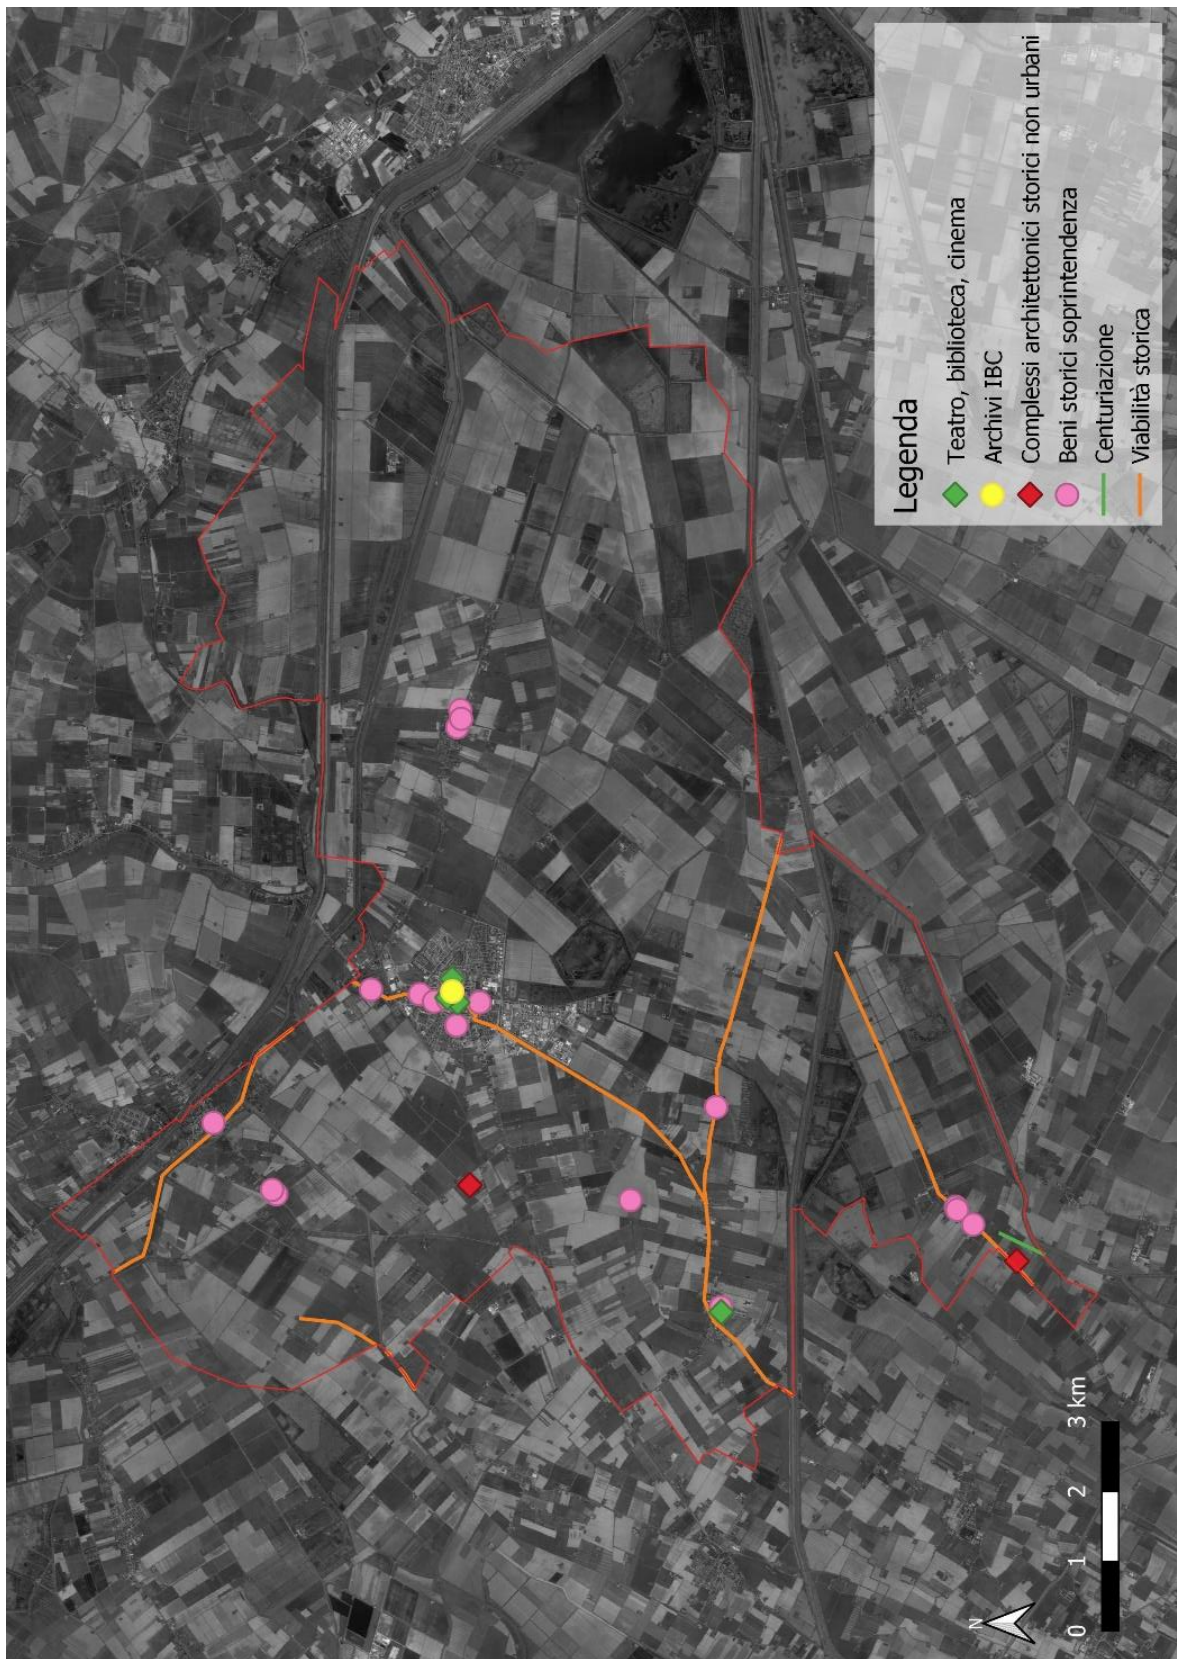 Legenda
Teatro, biblioteca, cinema
Archivi IBC
Complessi architettonici storici non urbani
Beni storici soprintendenza
Centuriazione
Viabilità storica
N
0 1 2 3 km